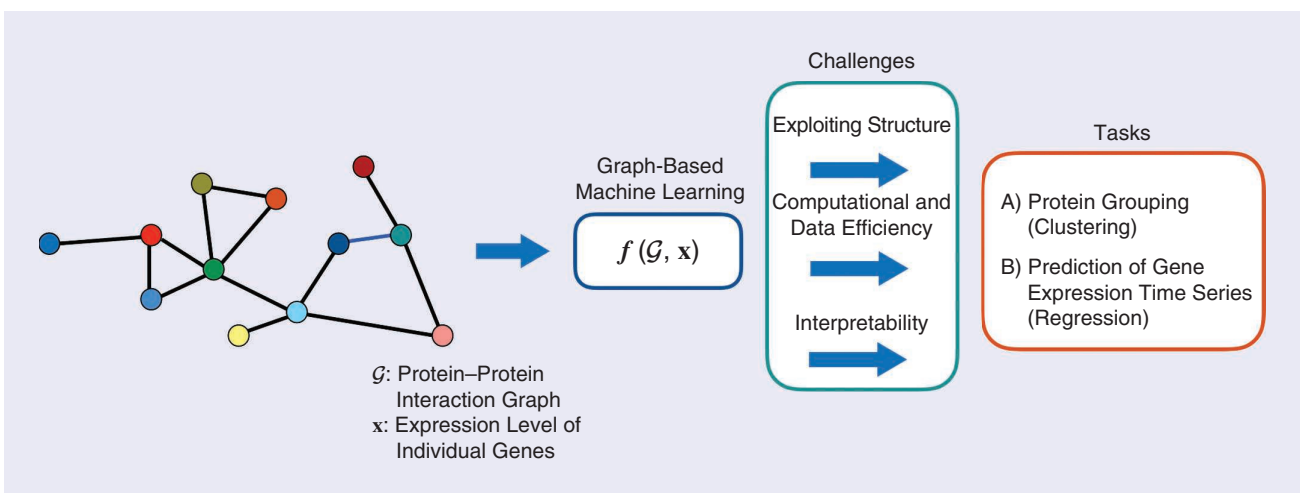 𝒢: Protein–Protein
Interaction Graph
x: Expression Level of
Individual Genes
Graph-Based
Machine Learning
f (𝒢, x)
Challenges
Exploiting Structure
Computational and
Data Efficiency
Interpretability
Tasks
A) Protein Grouping
(Clustering)
B) Prediction of Gene
Expression Time Series
(Regression)